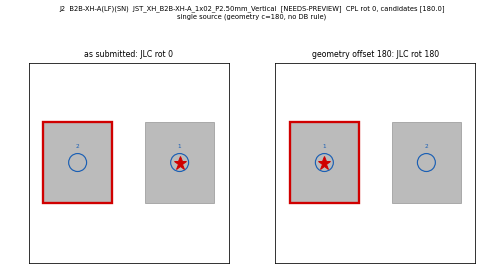 J2 B2B-XH-A(LF)(SN) JST_XH_B2B-XH-A_1x02_P2.50mm_Vertical [NEEDS-PREVIEW] CPL rot 0, candidates [180.0]
single source (geometry c=180, no DB rule)
as submitted: JLC rot 0
geometry offset 180: JLC rot 180
2 1
1 2